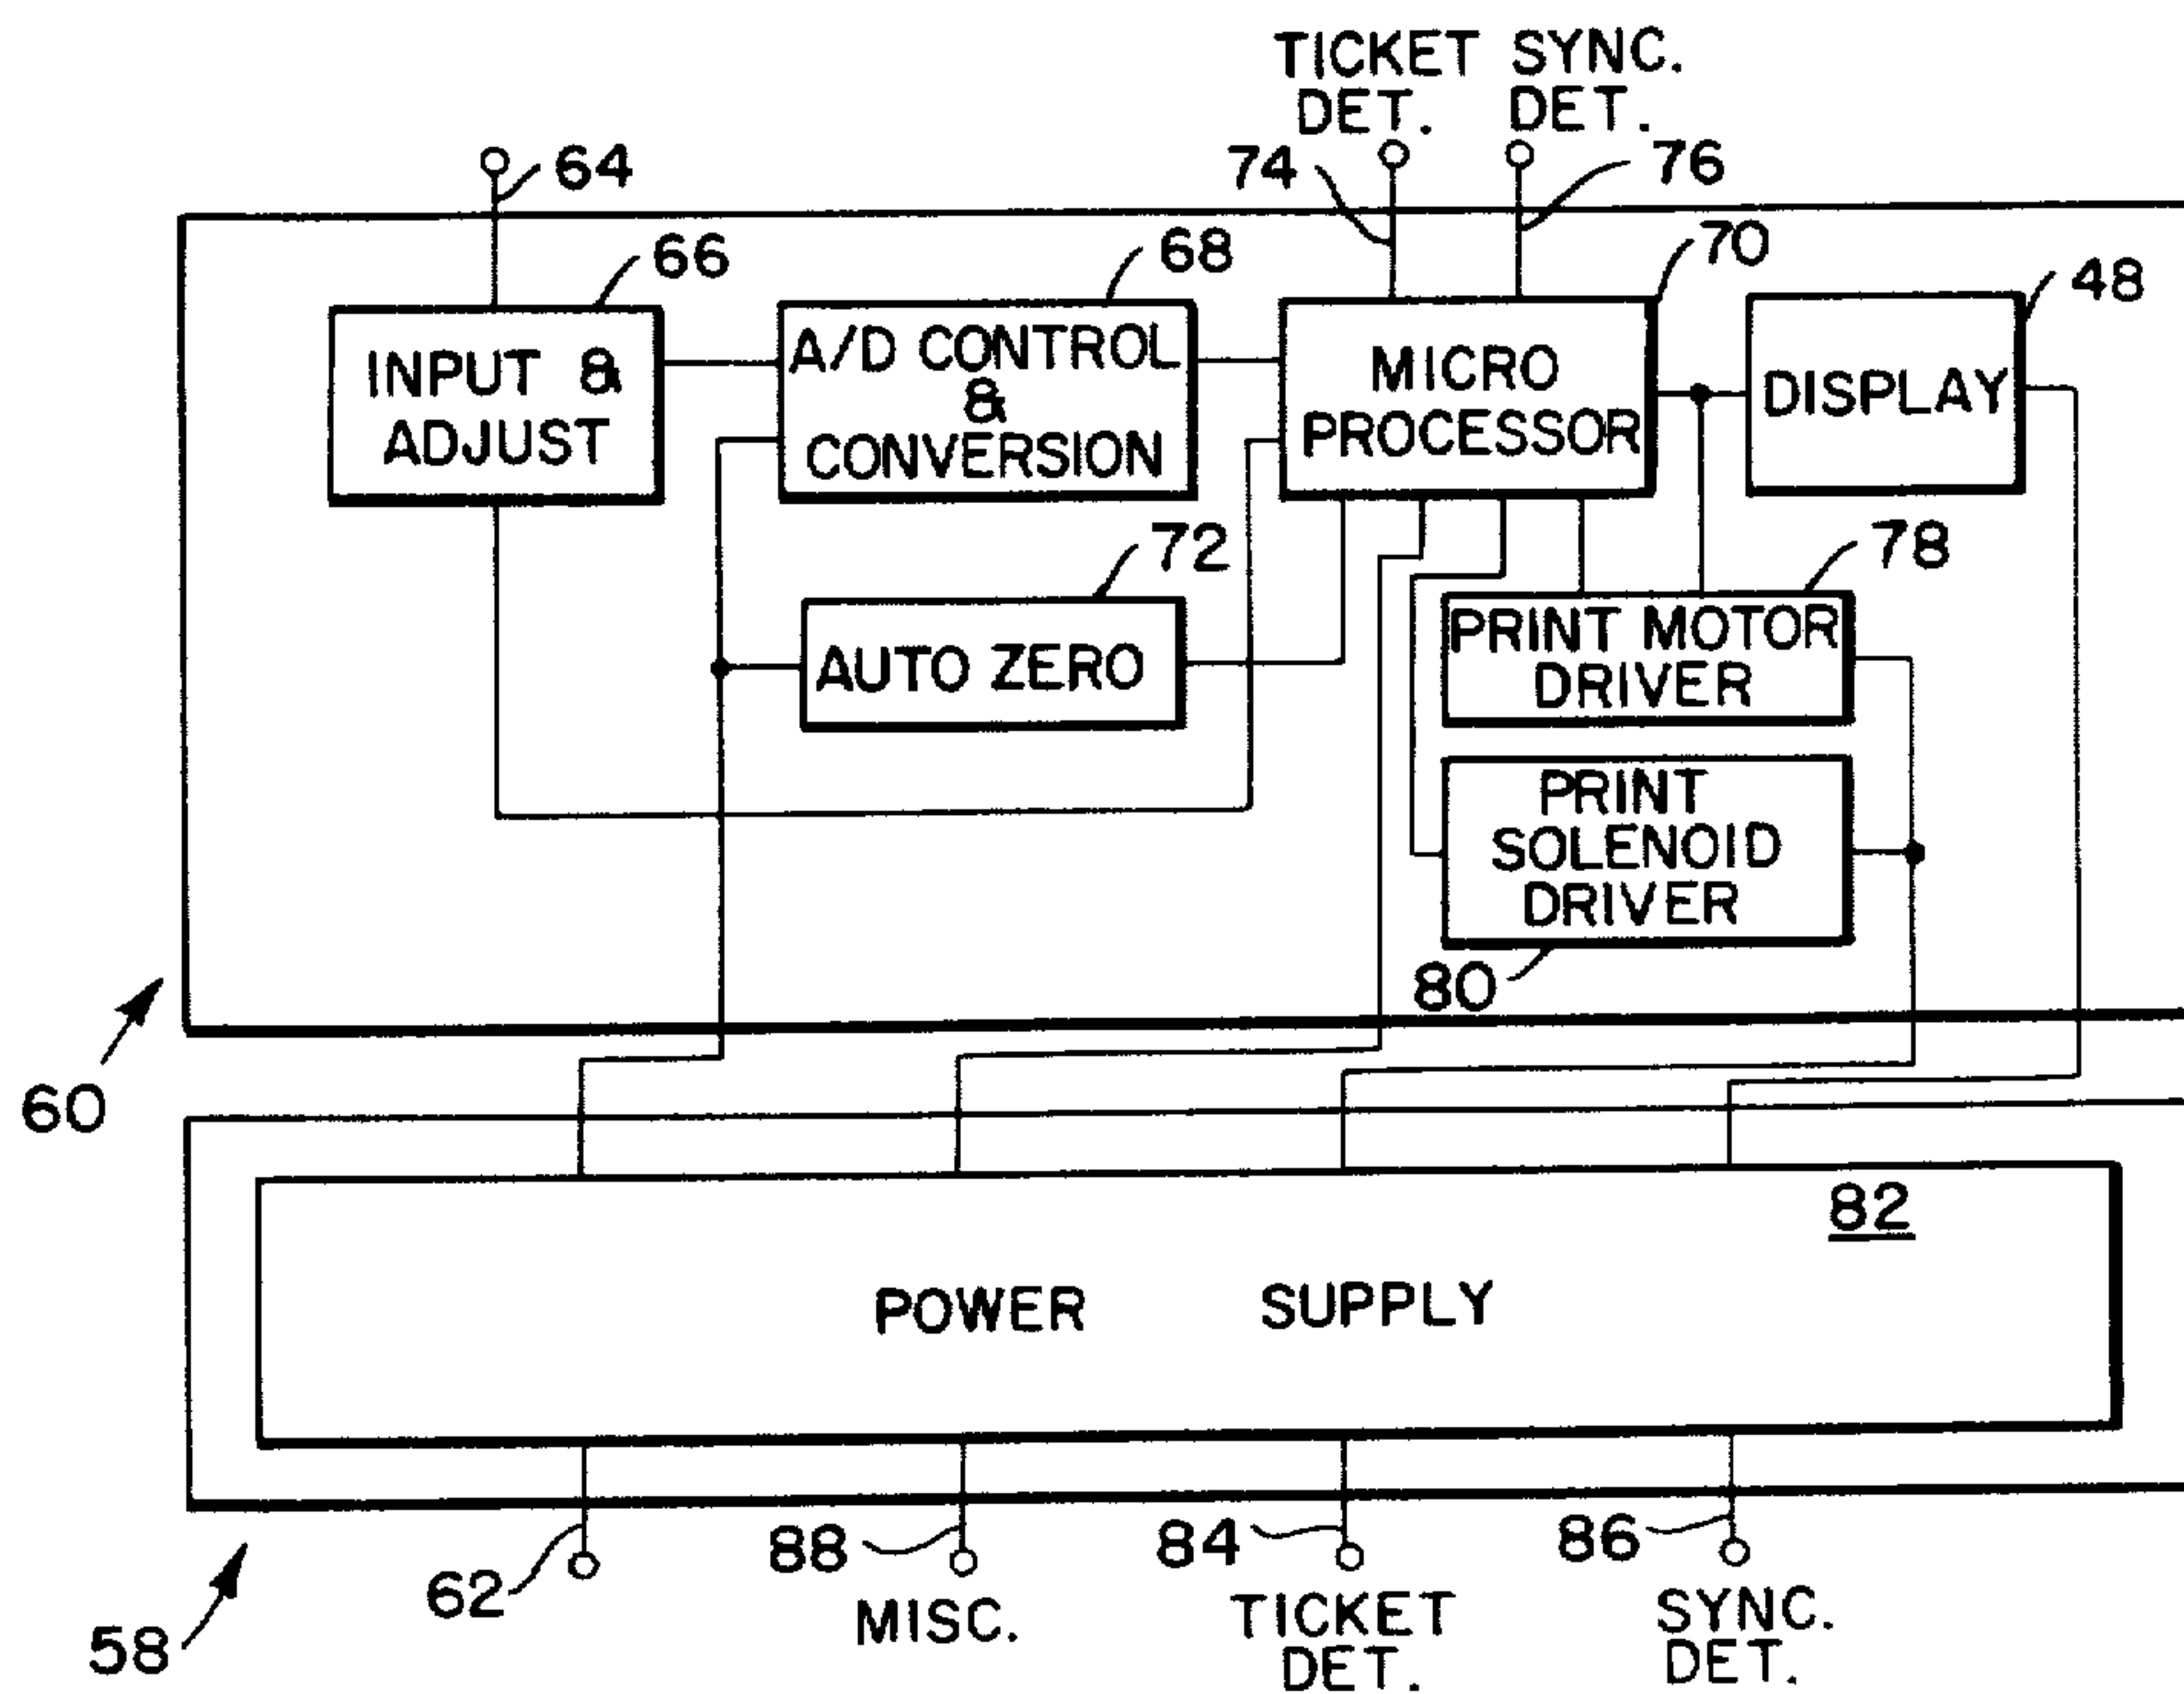 TICKET SYNC.
DET. DET.
64
74
76
66
68
70
48
INPUT &
ADJUST
A/D CONTROL
&
CONVERSION
MICRO
PROCESSOR
DISPLAY
72
78
AUTO ZERO
PRINT MOTOR
DRIVER
PRINT
SOLENOID
DRIVER
80
60
82
POWER SUPPLY
62
88
84
86
MISC.
TICKET
DET.
SYNC.
DET.
58